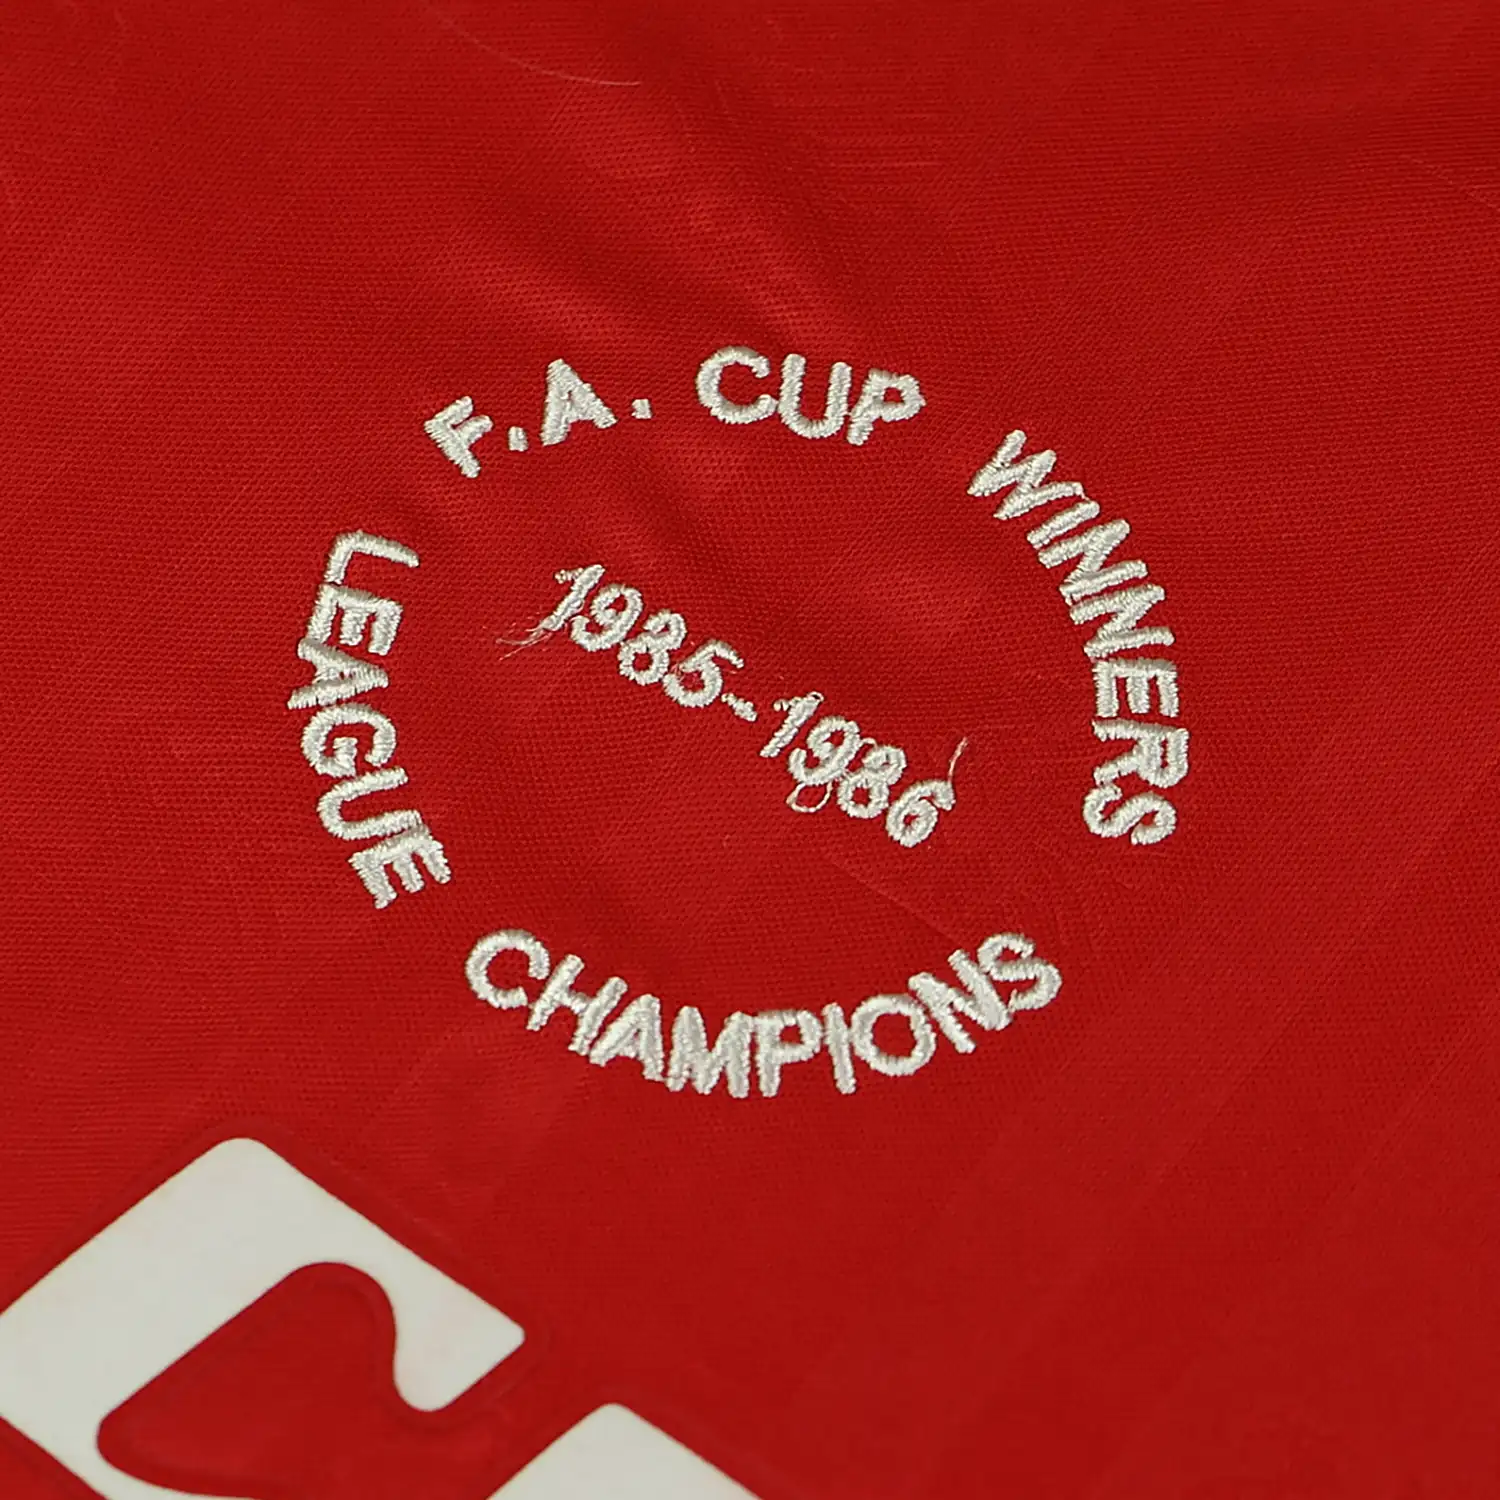 F.A. CUP WINNERS
1985-1986
LEAGUE CHAMPIONS